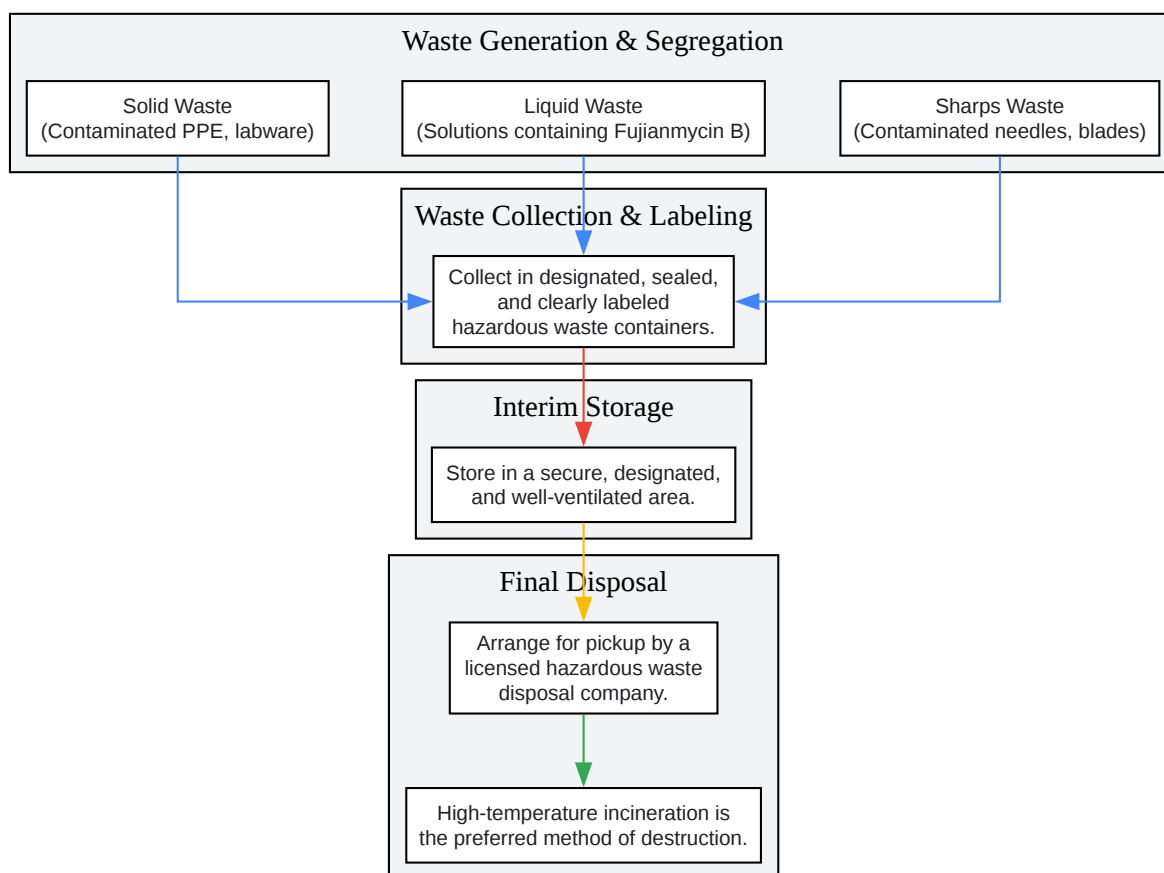 Waste Generation & Segregation
Solid Waste
(Contaminated PPE, labware)
Liquid Waste
(Solutions containing Fujianmycin B)
Sharps Waste
(Contaminated needles, blades)
Waste Collection & Labeling
Collect in designated, sealed,
and clearly labeled
hazardous waste containers.
Interim Storage
Store in a secure, designated,
and well-ventilated area.
Final Disposal
Arrange for pickup by a
licensed hazardous waste
disposal company.
High-temperature incineration is
the preferred method of destruction.